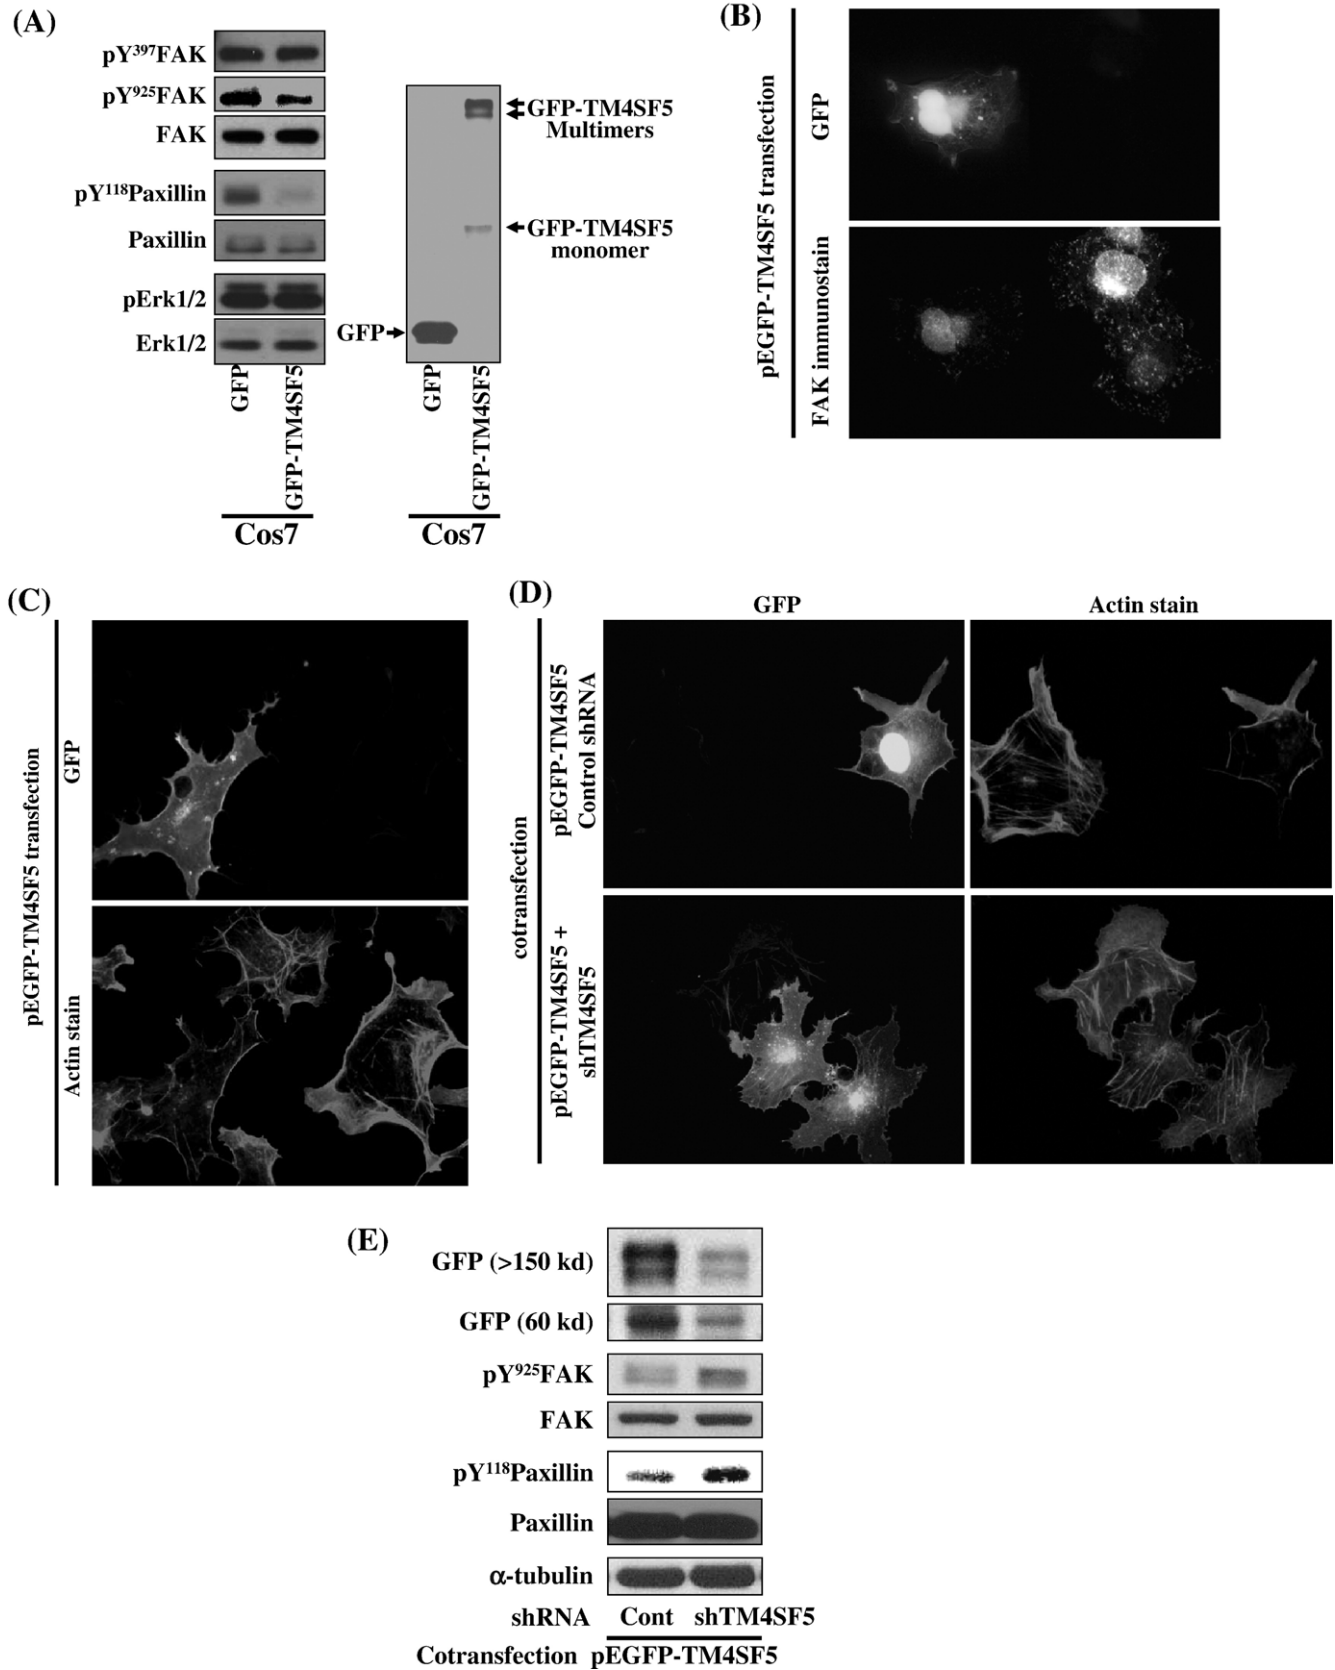 (A)
pY397FAK
pY925FAK
FAK
pY118Paxillin
Paxillin
pErk1/2
Erk1/2
GFP
GFP-TM4SF5
Cos7
GFP-TM4SF5
Multimers
GFP-TM4SF5
monomer
GFP
GFP
GFP-TM4SF5
Cos7
(B)
pEGFP-TM4SF5 transfection
GFP
FAK immunostain
(C)
pEGFP-TM4SF5 transfection
GFP
Actin stain
(D)
GFP
Actin stain
cotransfection
pEGFP-TM4SF5
Control shRNA
pEGFP-TM4SF5 +
shTM4SF5
(E)
GFP (>150 kd)
GFP (60 kd)
pY925FAK
FAK
pY118Paxillin
Paxillin
α-tubulin
shRNA Cont shTM4SF5
Cotransfection pEGFP-TM4SF5